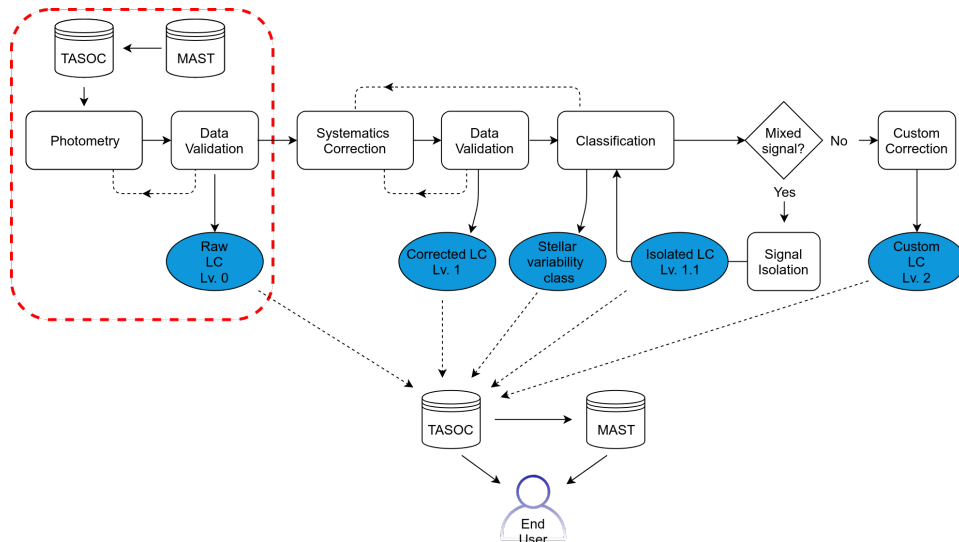 TASOC
MAST
Photometry
Data
Validation
Systematics
Correction
Data
Validation
Classification
Mixed
signal?
No
Custom
Correction
Yes
Raw
LC
Lv. 0
Corrected LC
Lv. 1
Stellar
variability
class
Isolated LC
Lv. 1.1
Signal
Isolation
Custom
LC
Lv. 2
TASOC
MAST
End
User